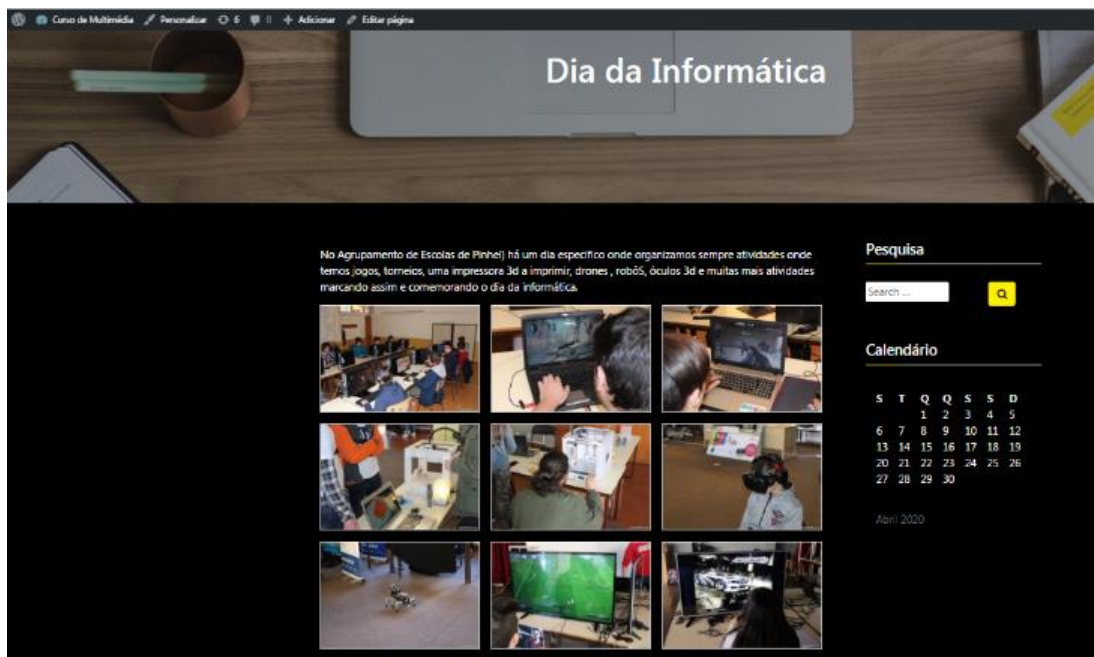 Curso de Multimédia Personalizar 6 0 Adicionar Editar página
Dia da Informática
No Agrupamento de Escolas de Pinhel) há um dia específico onde organizamos sempre atividades onde
temos jogos, torneios, uma impressora 3d a imprimir, drones , robôS, óculos 3d e muitas mais atividades
marcando assim e comemorando o dia da informática.
Pesquisa
Search ...
Calendário
S T Q Q S S D
1 2 3 4 5
6 7 8 9 10 11 12
13 14 15 16 17 18 19
20 21 22 23 24 25 26
27 28 29 30
Abril 2020